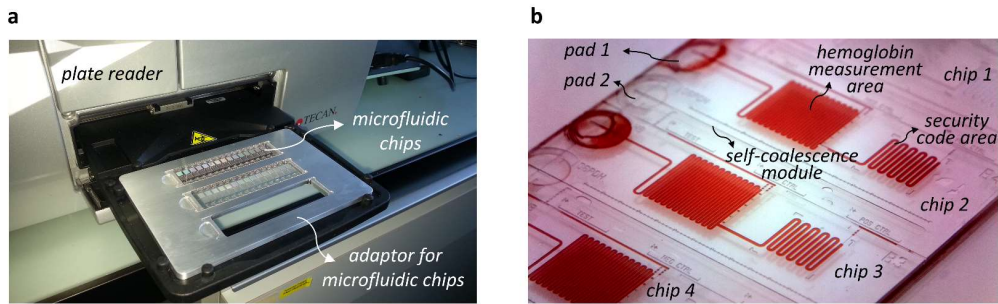 a
plate reader
TECAN.
microfluidic
chips
adaptor for
microfluidic chips
b
pad 1
pad 2
hemoglobin
measurement
area
chip 1
security
code area
self-coalescence
module
chip 2
TEST
chip 3
chip 4